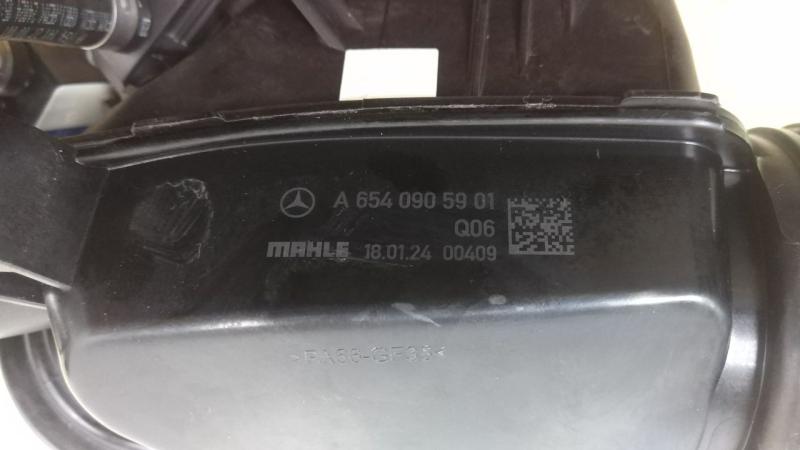 A 654 090 59 01
Q06
MAHLE 18.01.24 00409
>PA66-GF35<